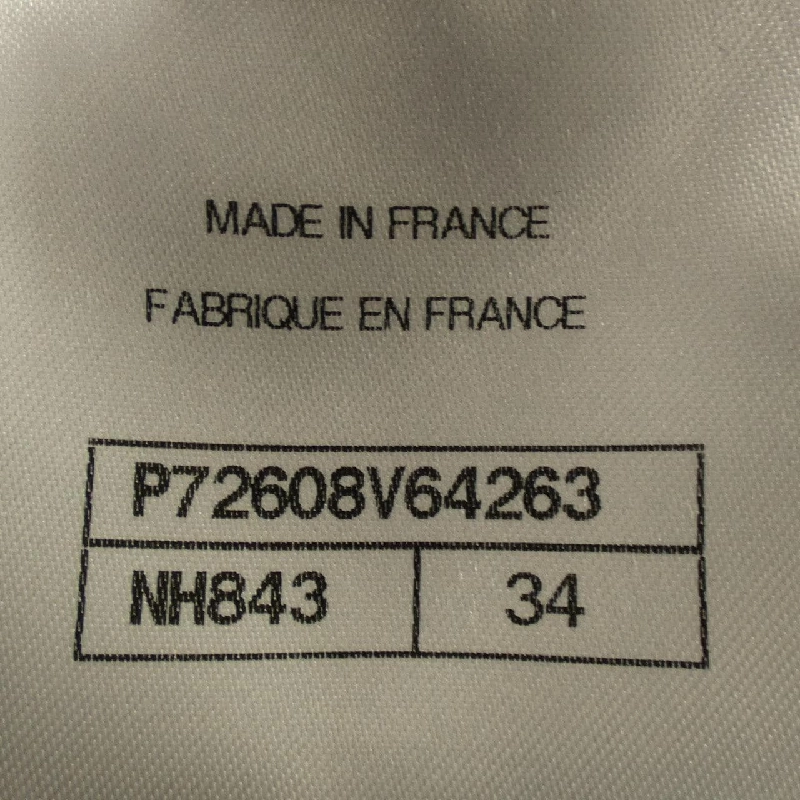 MADE IN FRANCE
FABRIQUE EN FRANCE
P72608V64263
NH843 34